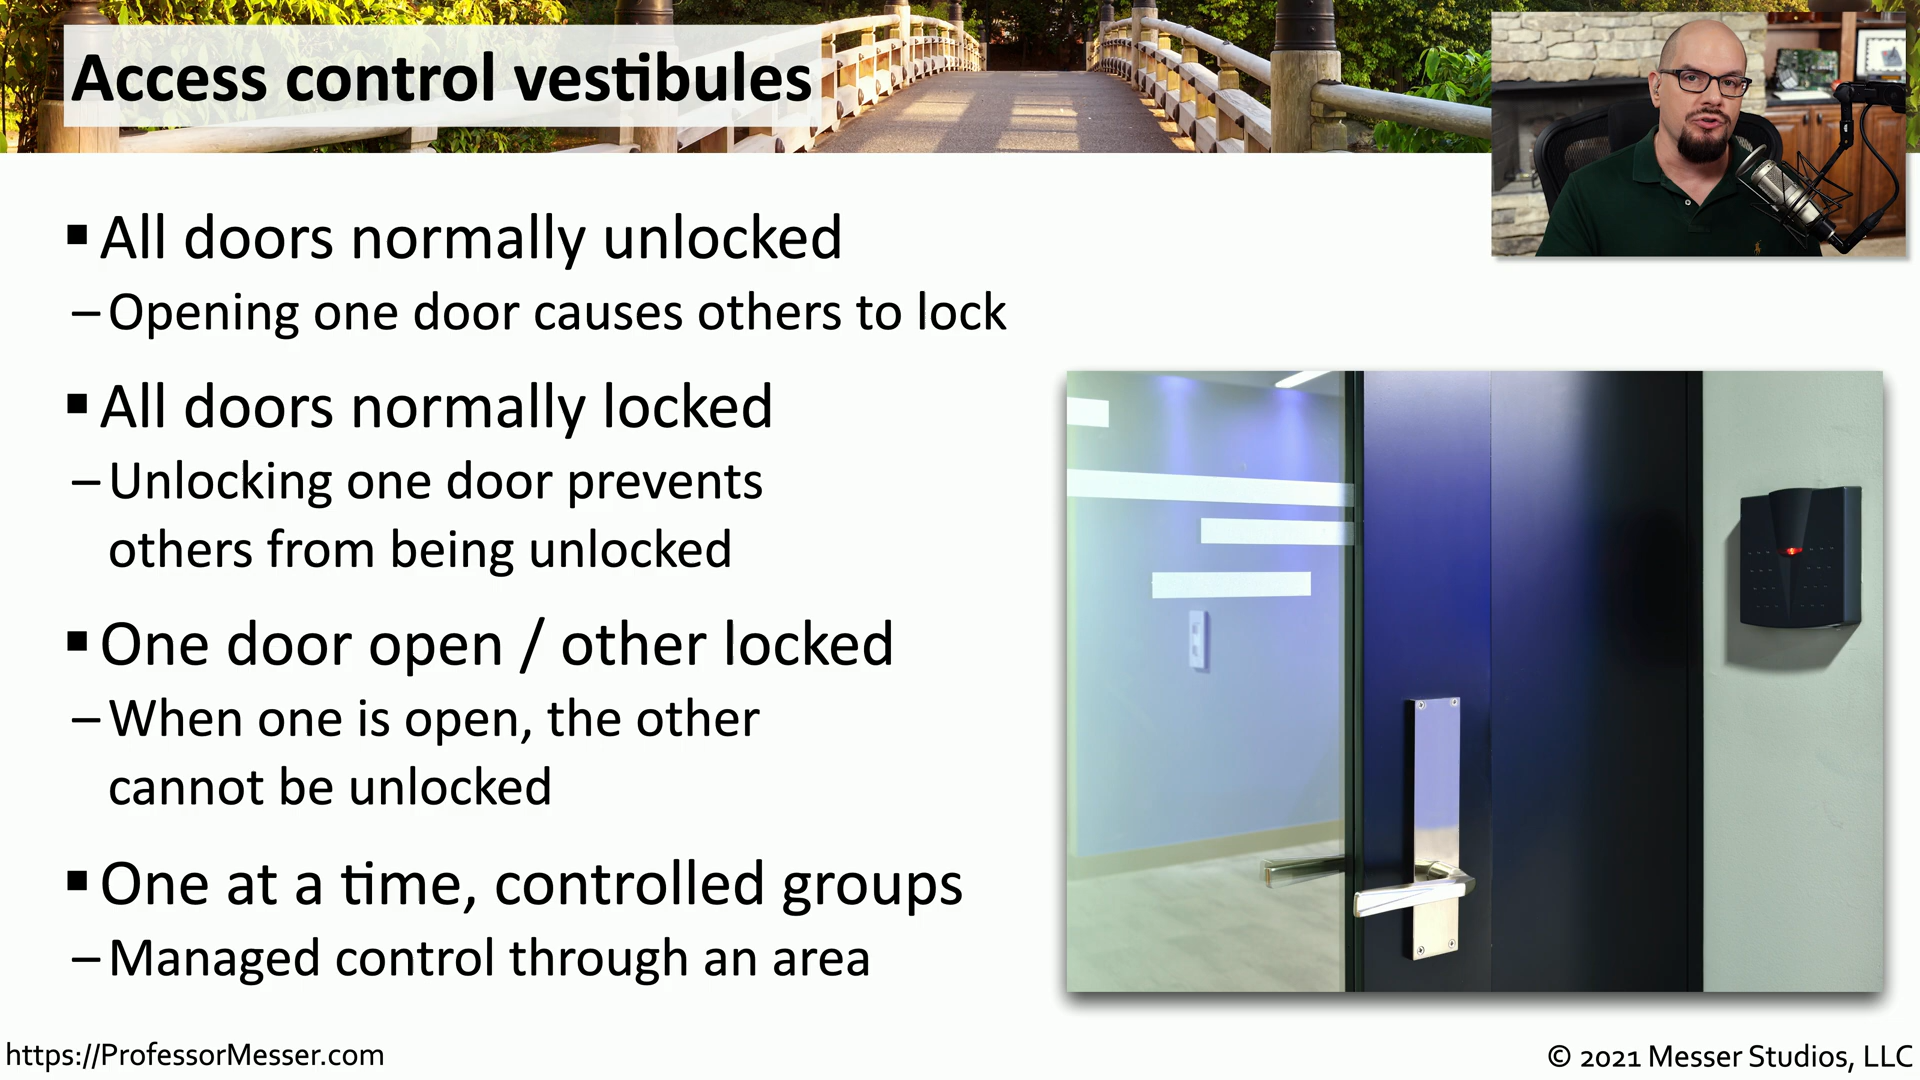 Access control vestibules
▪ All doors normally unlocked
– Opening one door causes others to lock
▪ All doors normally locked
– Unlocking one door prevents
others from being unlocked
▪ One door open / other locked
– When one is open, the other
cannot be unlocked
▪ One at a time, controlled groups
– Managed control through an area
https://ProfessorMesser.com
© 2021 Messer Studios, LLC